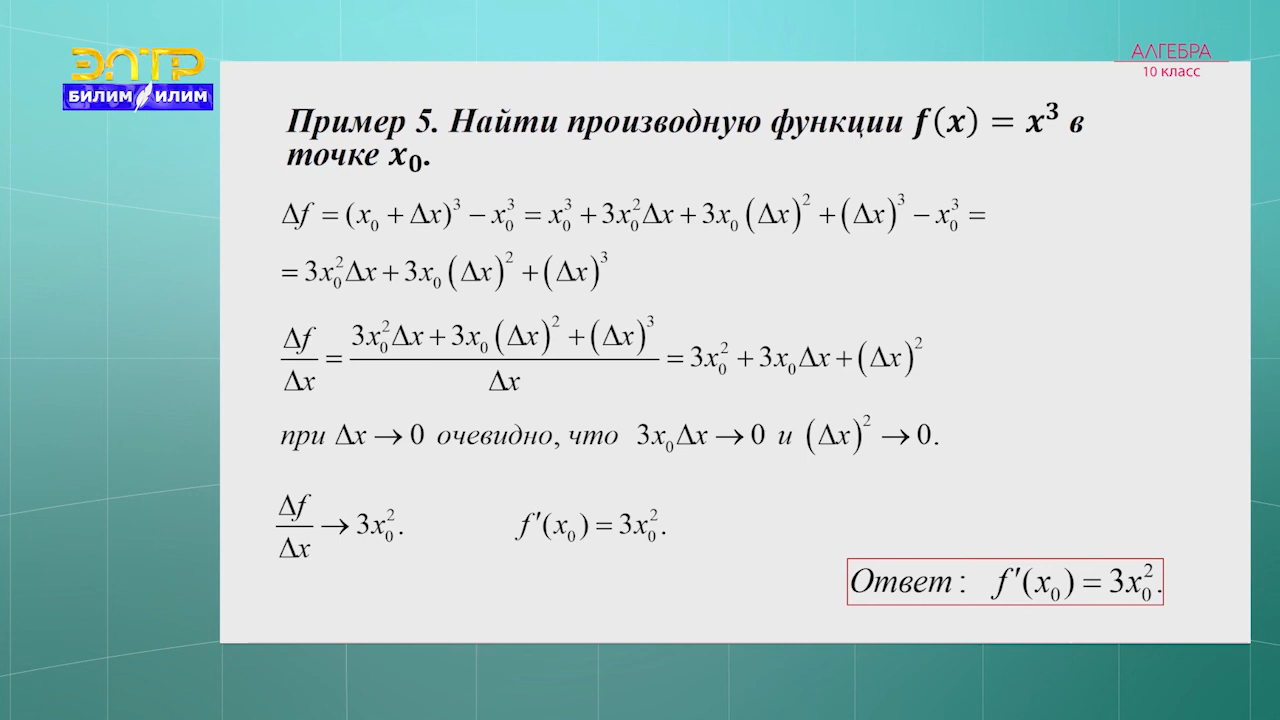 ЭЛТР
БИЛИМ ИЛИМ
АЛГЕБРА
10 класс
Пример 5. Найти производную функции f(x) = x³ в
точке x₀.
Δf = (x₀ + Δx)³ − x₀³ = x₀³ + 3x₀²Δx + 3x₀(Δx)² + (Δx)³ − x₀³ =
= 3x₀²Δx + 3x₀(Δx)² + (Δx)³
Δf/Δx = (3x₀²Δx + 3x₀(Δx)² + (Δx)³)/Δx = 3x₀² + 3x₀Δx + (Δx)²
при Δx → 0 очевидно, что 3x₀Δx → 0 и (Δx)² → 0.
Δf/Δx → 3x₀². f′(x₀) = 3x₀².
Ответ: f′(x₀) = 3x₀².